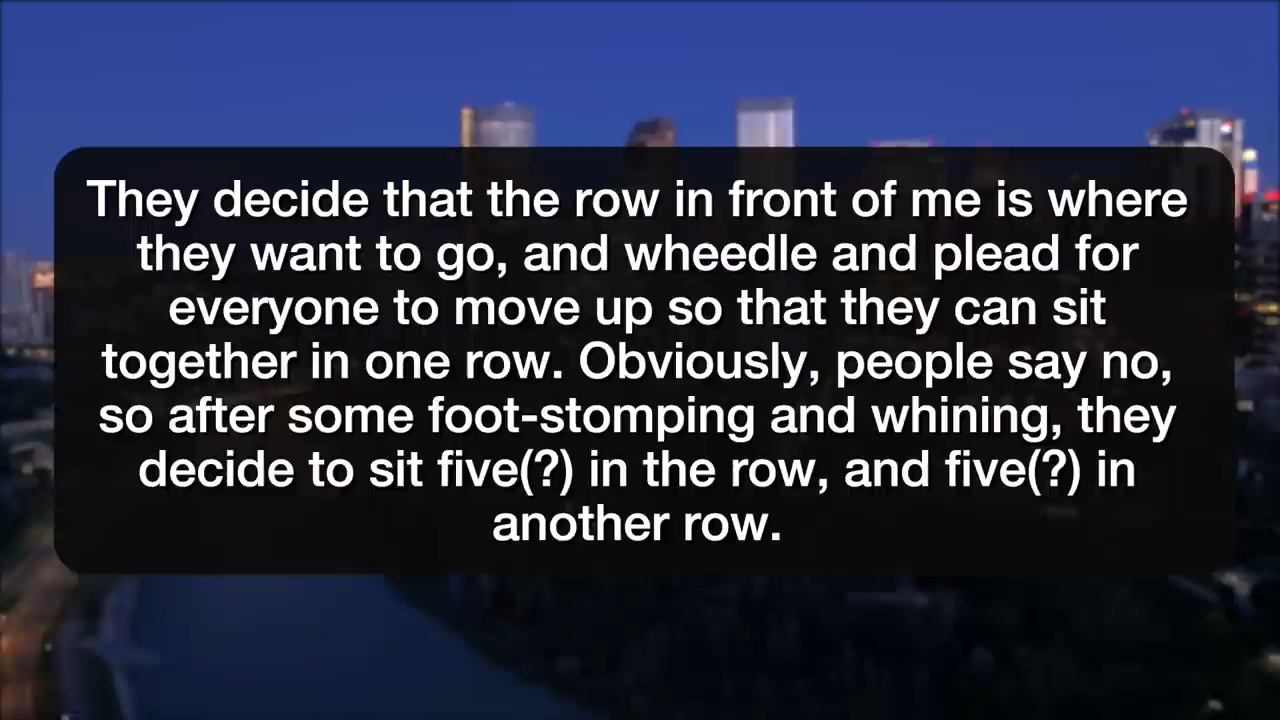 They decide that the row in front of me is where
they want to go, and wheedle and plead for
everyone to move up so that they can sit
together in one row. Obviously, people say no,
so after some foot-stomping and whining, they
decide to sit five(?) in the row, and five(?) in
another row.